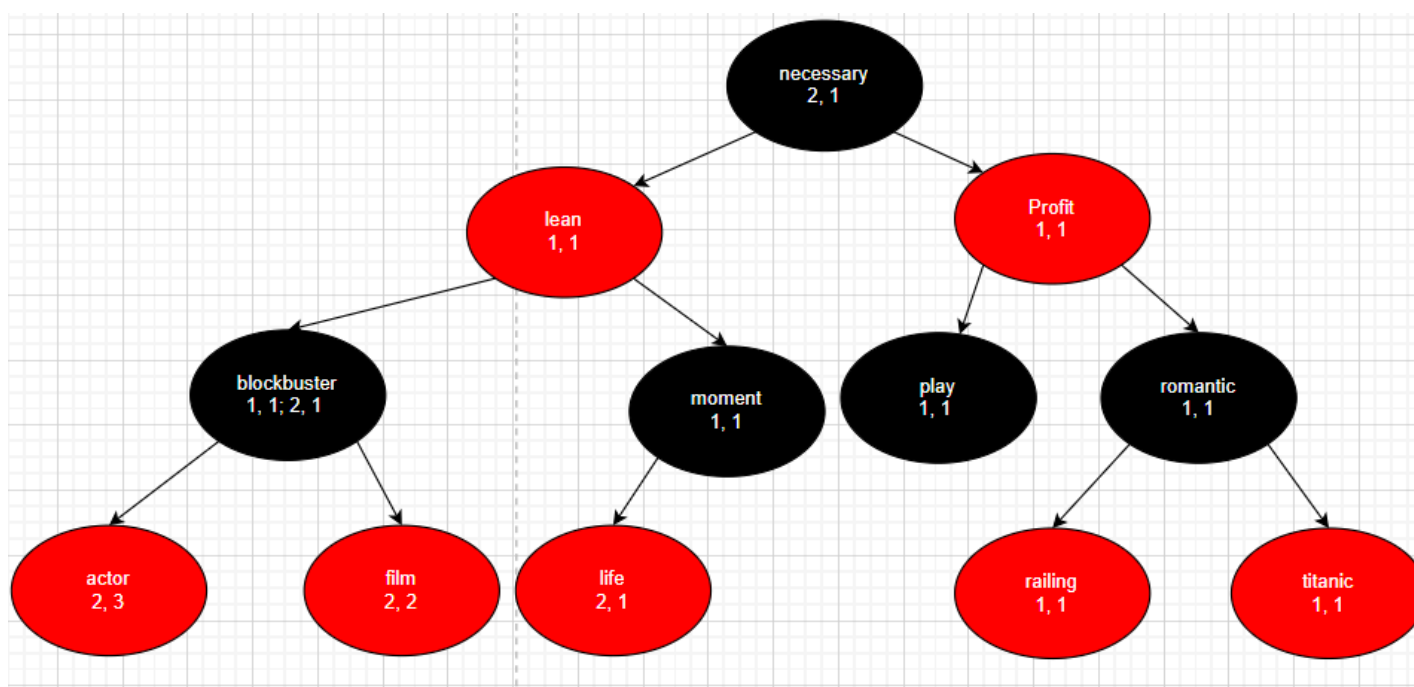 necessary
2, 1
lean
1, 1
Profit
1, 1
blockbuster
1, 1; 2, 1
moment
1, 1
play
1, 1
romantic
1, 1
actor
2, 3
film
2, 2
life
2, 1
railing
1, 1
titanic
1, 1